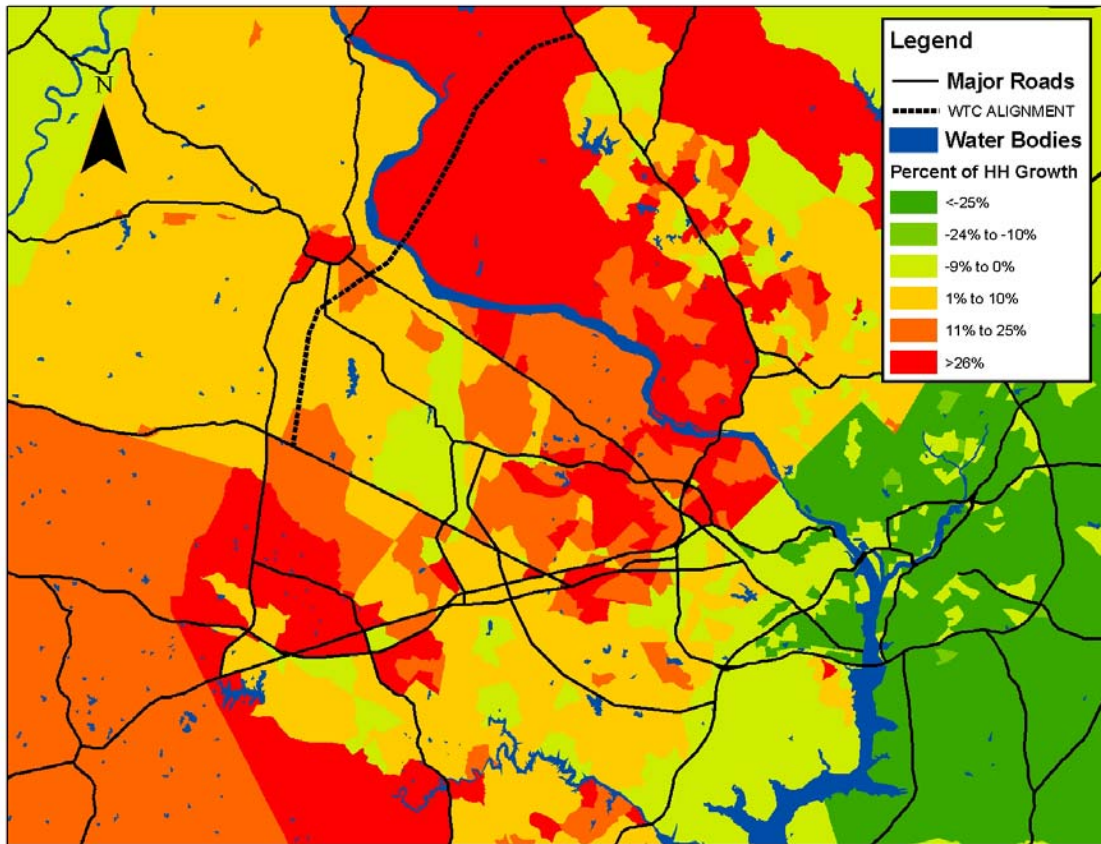 N
Legend
Major Roads
WTC ALIGNMENT
Water Bodies
Percent of HH Growth
<-25%
-24% to -10%
-9% to 0%
1% to 10%
11% to 25%
>26%